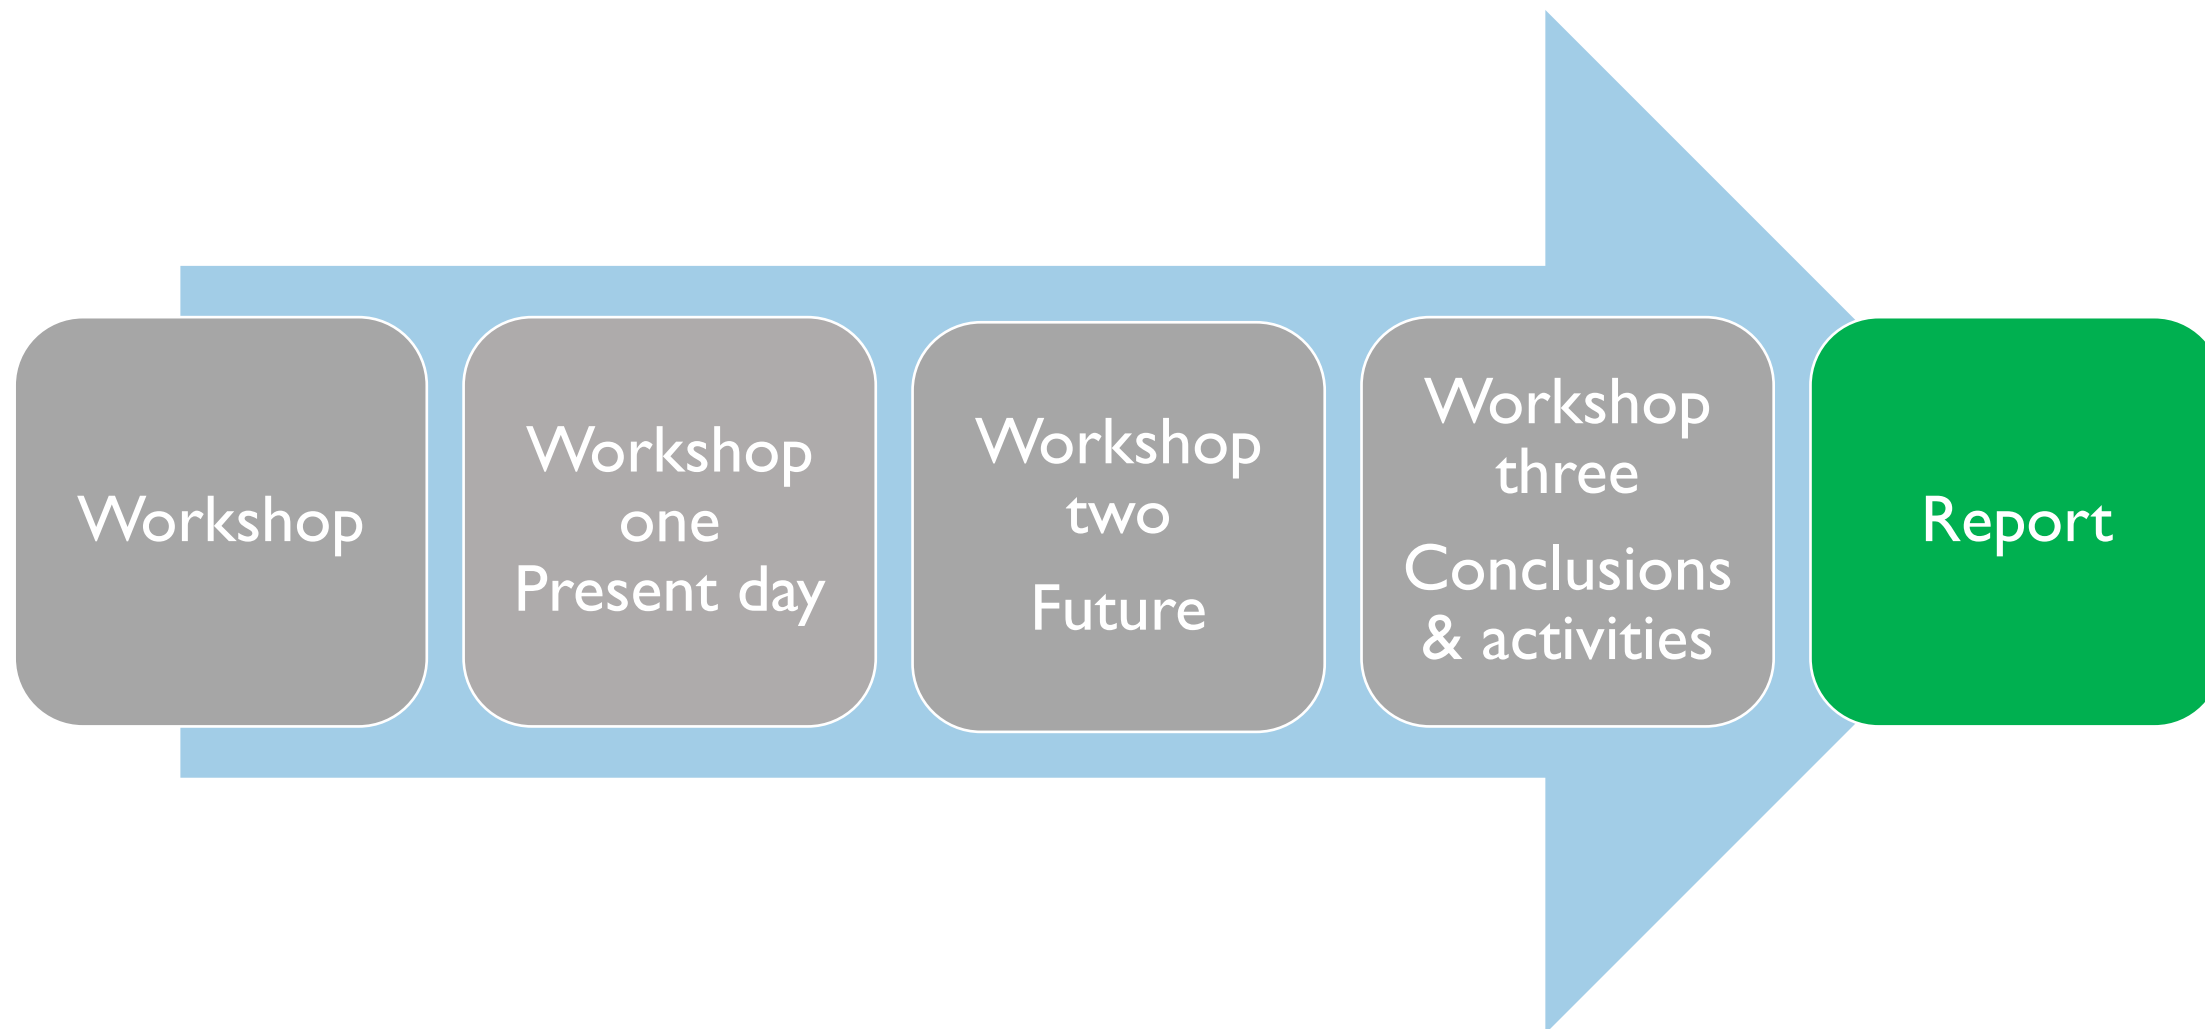 Workshop
Workshop
one
Present day
Workshop
two
Future
Workshop
three
Conclusions
& activities
Report